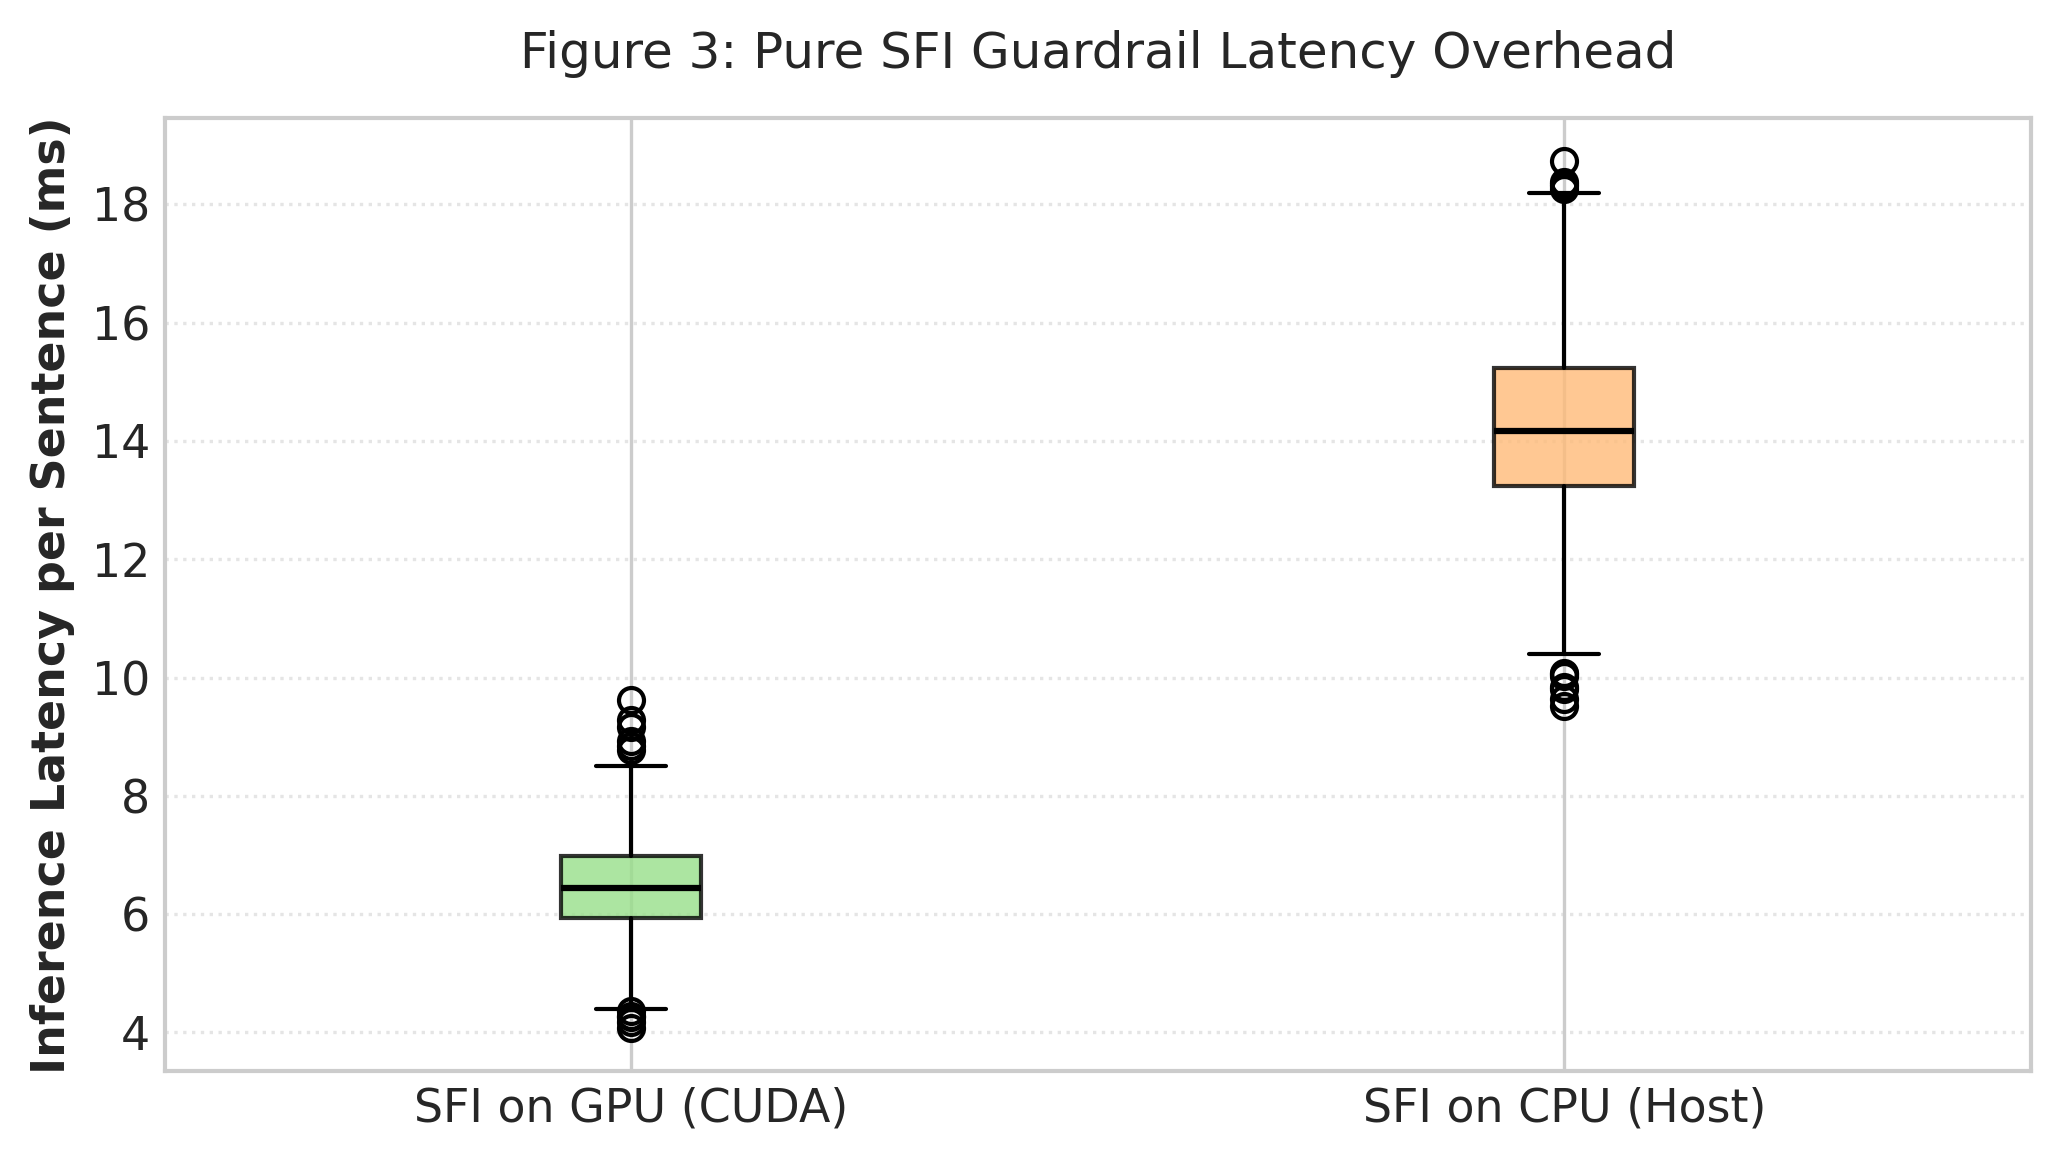 Figure 3: Pure SFI Guardrail Latency Overhead
Inference Latency per Sentence (ms)
18
16
14
12
10
8
6
4
SFI on GPU (CUDA)
SFI on CPU (Host)